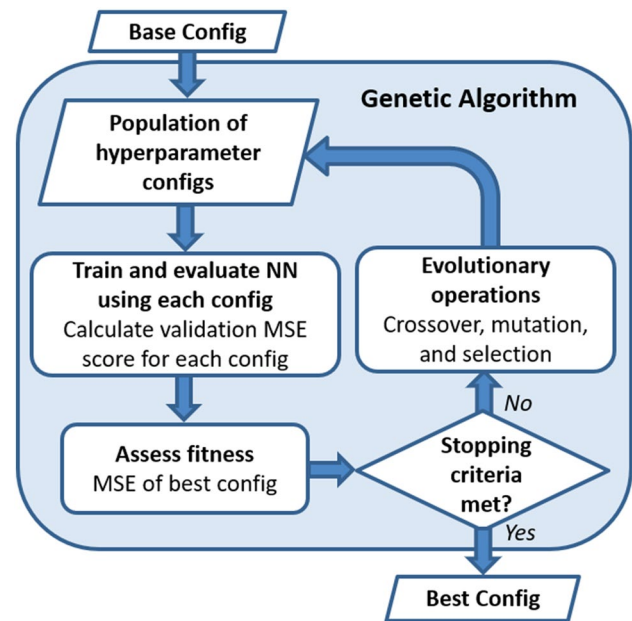 Base Config
Genetic Algorithm
Population of
hyperparameter
configs
Train and evaluate NN
using each config
Calculate validation MSE
score for each config
Evolutionary
operations
Crossover, mutation,
and selection
Assess fitness
MSE of best config
No
Stopping
criteria
met?
Yes
Best Config